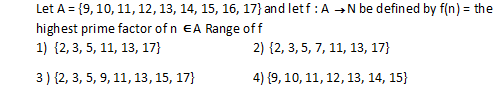 Let A = {9, 10, 11, 12, 13, 14, 15, 16, 17} and let f : A → N be defined by f(n) = the
highest prime factor of n ∈A Range of f
1) {2, 3, 5, 11, 13, 17} 2) {2, 3, 5, 7, 11, 13, 17}
3 ) {2, 3, 5, 9, 11, 13, 15, 17} 4) {9, 10, 11, 12, 13, 14, 15}